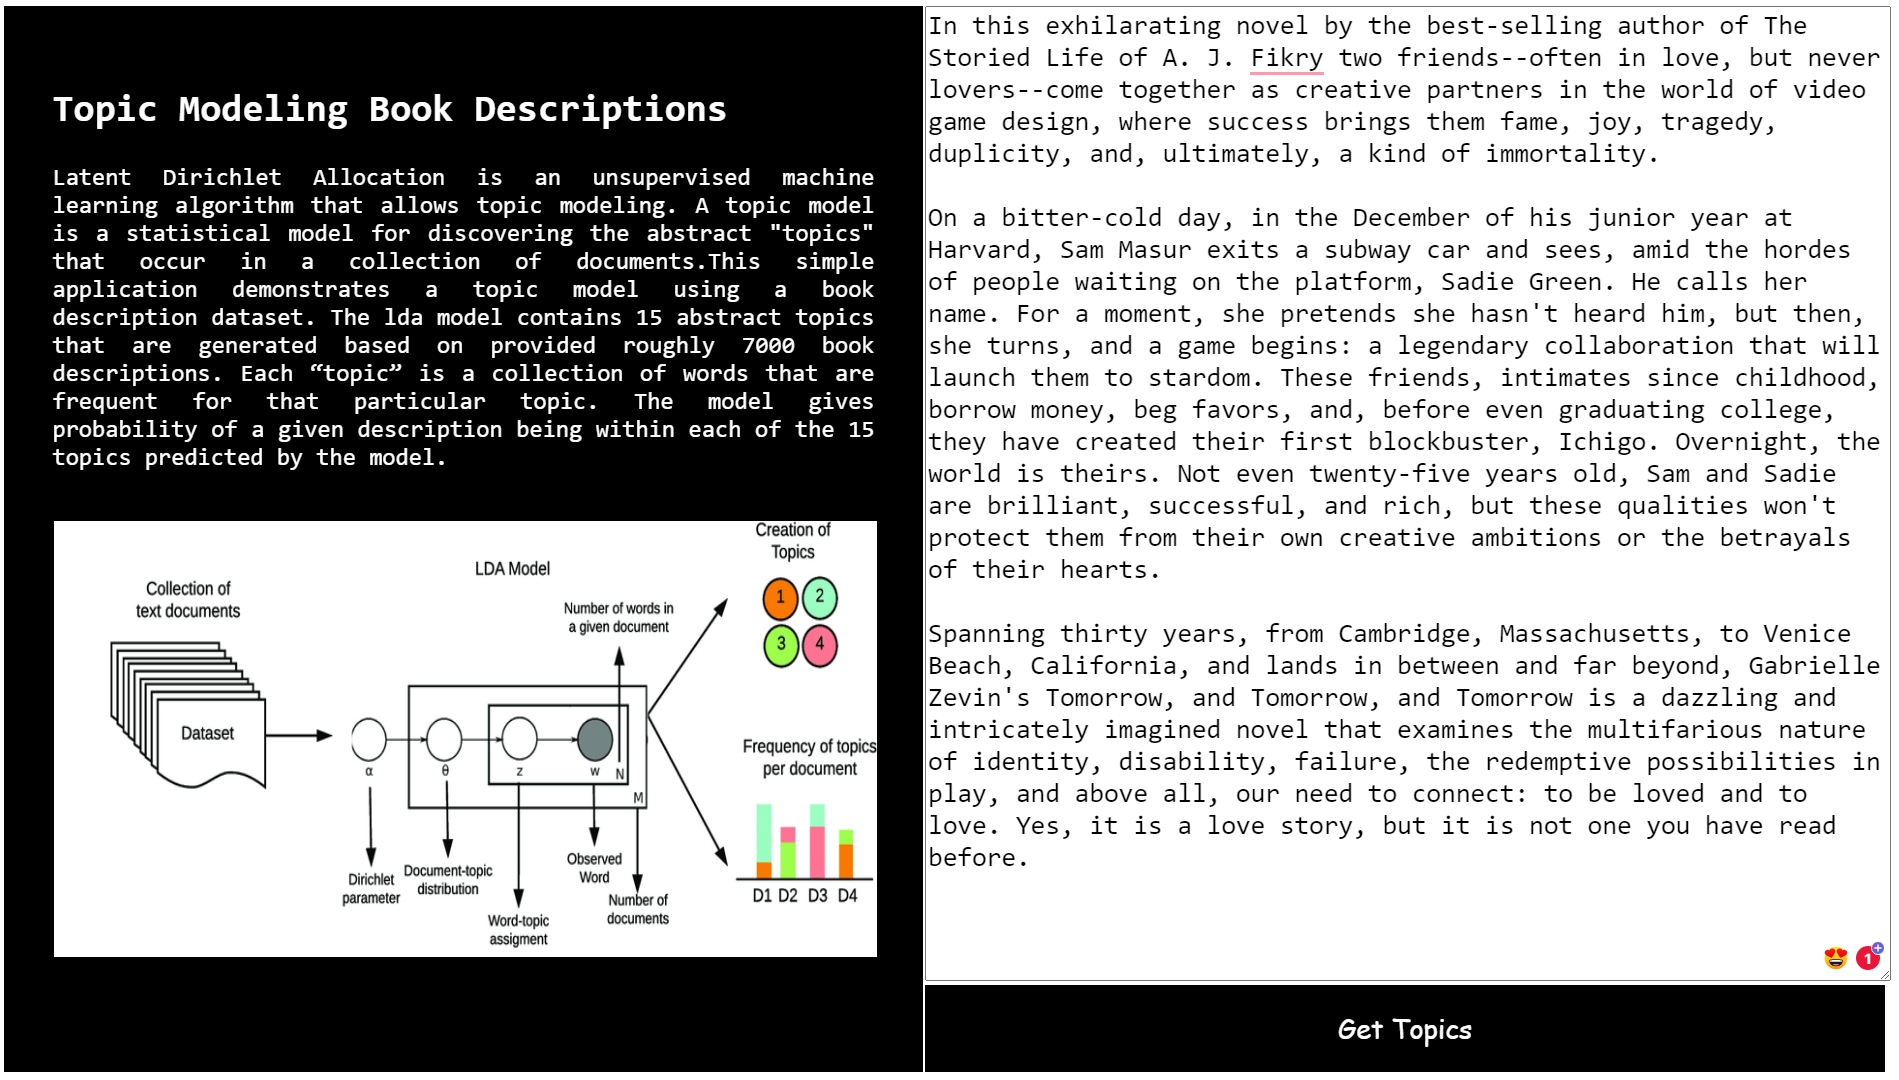 Topic Modeling Book Descriptions
Latent Dirichlet Allocation is an unsupervised machine
learning algorithm that allows topic modeling. A topic model
is a statistical model for discovering the abstract "topics"
that occur in a collection of documents.This simple
application demonstrates a topic model using a book
description dataset. The lda model contains 15 abstract topics
that are generated based on provided roughly 7000 book
descriptions. Each “topic” is a collection of words that are
frequent for that particular topic. The model gives
probability of a given description being within each of the 15
topics predicted by the model.
Collection of
text documents
Dataset
LDA Model
Number of words in
a given document
α
θ
z
w
N
M
Dirichlet
parameter
Document-topic
distribution
Word-topic
assigment
Observed
Word
Number of
documents
Creation of
Topics
1
2
3
4
Frequency of topics
per document
D1 D2 D3 D4
In this exhilarating novel by the best-selling author of The
Storied Life of A. J. Fikry two friends--often in love, but never
lovers--come together as creative partners in the world of video
game design, where success brings them fame, joy, tragedy,
duplicity, and, ultimately, a kind of immortality.
On a bitter-cold day, in the December of his junior year at
Harvard, Sam Masur exits a subway car and sees, amid the hordes
of people waiting on the platform, Sadie Green. He calls her
name. For a moment, she pretends she hasn't heard him, but then,
she turns, and a game begins: a legendary collaboration that will
launch them to stardom. These friends, intimates since childhood,
borrow money, beg favors, and, before even graduating college,
they have created their first blockbuster, Ichigo. Overnight, the
world is theirs. Not even twenty-five years old, Sam and Sadie
are brilliant, successful, and rich, but these qualities won't
protect them from their own creative ambitions or the betrayals
of their hearts.
Spanning thirty years, from Cambridge, Massachusetts, to Venice
Beach, California, and lands in between and far beyond, Gabrielle
Zevin's Tomorrow, and Tomorrow, and Tomorrow is a dazzling and
intricately imagined novel that examines the multifarious nature
of identity, disability, failure, the redemptive possibilities in
play, and above all, our need to connect: to be loved and to
love. Yes, it is a love story, but it is not one you have read
before.
1
Get Topics